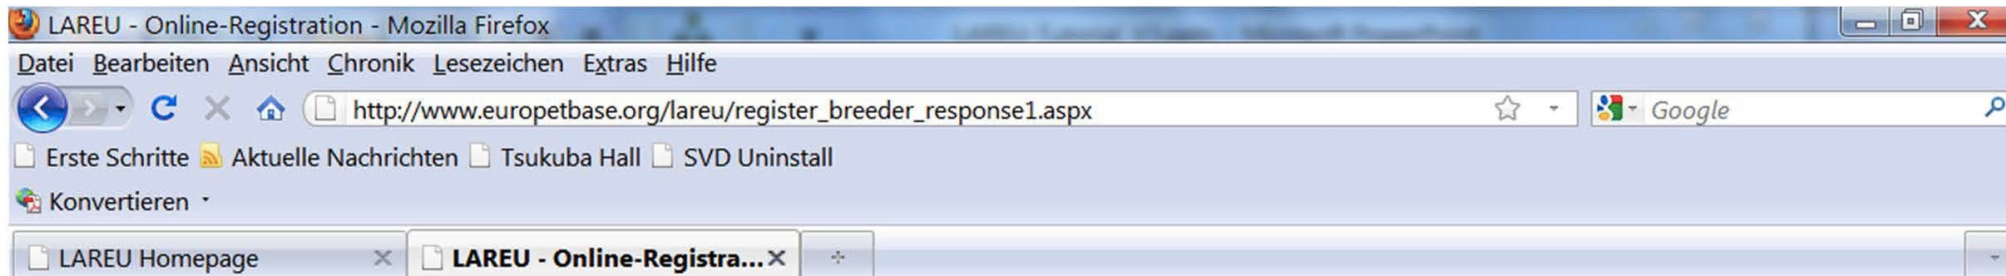 LAREU - Online-Registration - Mozilla Firefox
Datei Bearbeiten Ansicht Chronik Lesezeichen Extras Hilfe
http://www.europetbase.org/lareu/register_breeder_response1.aspx Google
Erste Schritte Aktuelle Nachrichten Tsukuba Hall SVD Uninstall
Konvertieren
LAREU Homepage LAREU - Online-Registra...